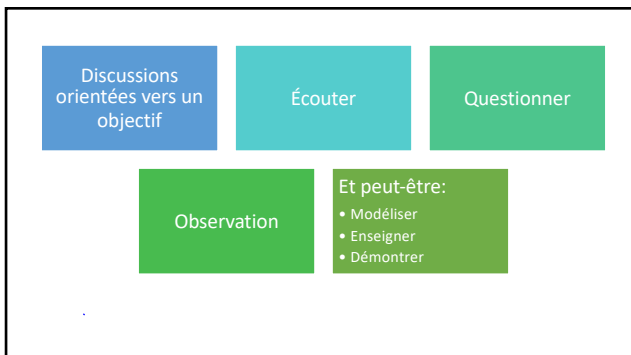 Discussions
orientées vers un
objectif
Écouter
Questionner
Observation
Et peut-être:
• Modéliser
• Enseigner
• Démontrer
.